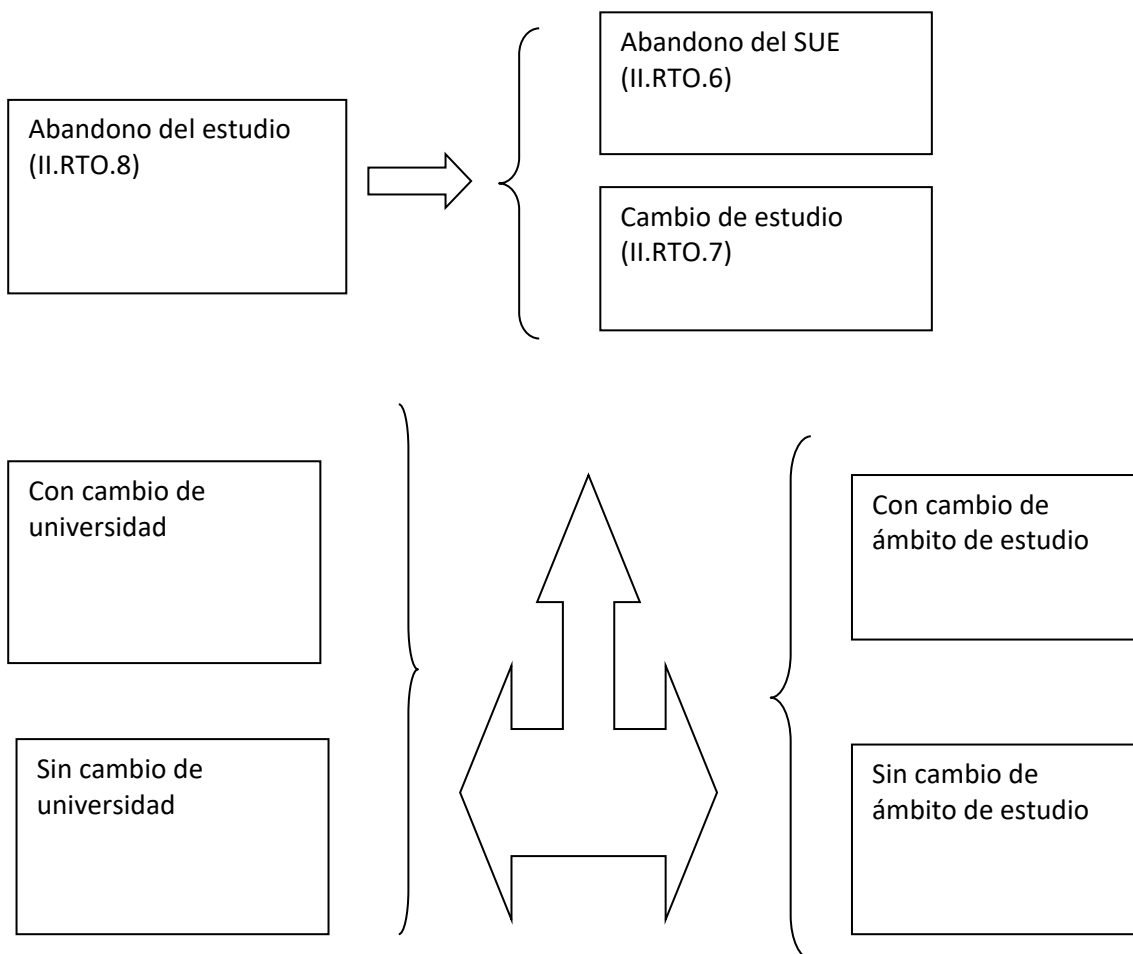 Abandono del estudio
(II.RTO.8)
Abandono del SUE
(II.RTO.6)
Cambio de estudio
(II.RTO.7)
Con cambio de
universidad
Sin cambio de
universidad
Con cambio de
ámbito de estudio
Sin cambio de
ámbito de estudio